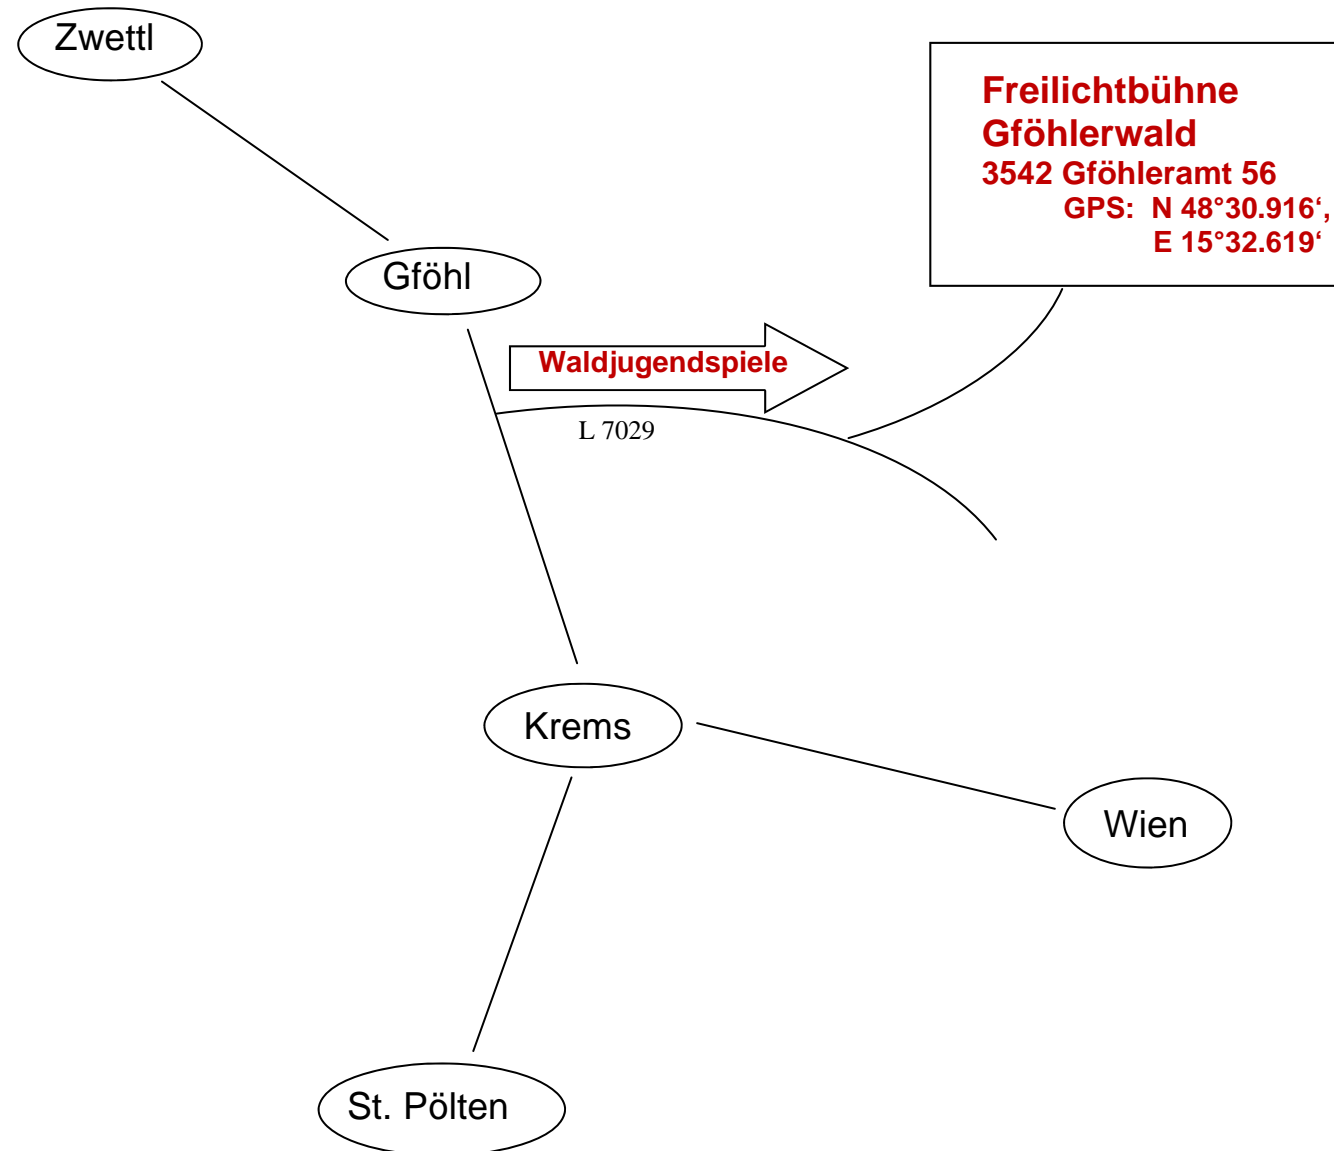 Zwettl
Freilichtbühne
Gföhlerwald
3542 Gföhleramt 56
GPS: N 48°30.916‘,
E 15°32.619‘
Gföhl
Waldjugendspiele
L 7029
Krems
Wien
St. Pölten